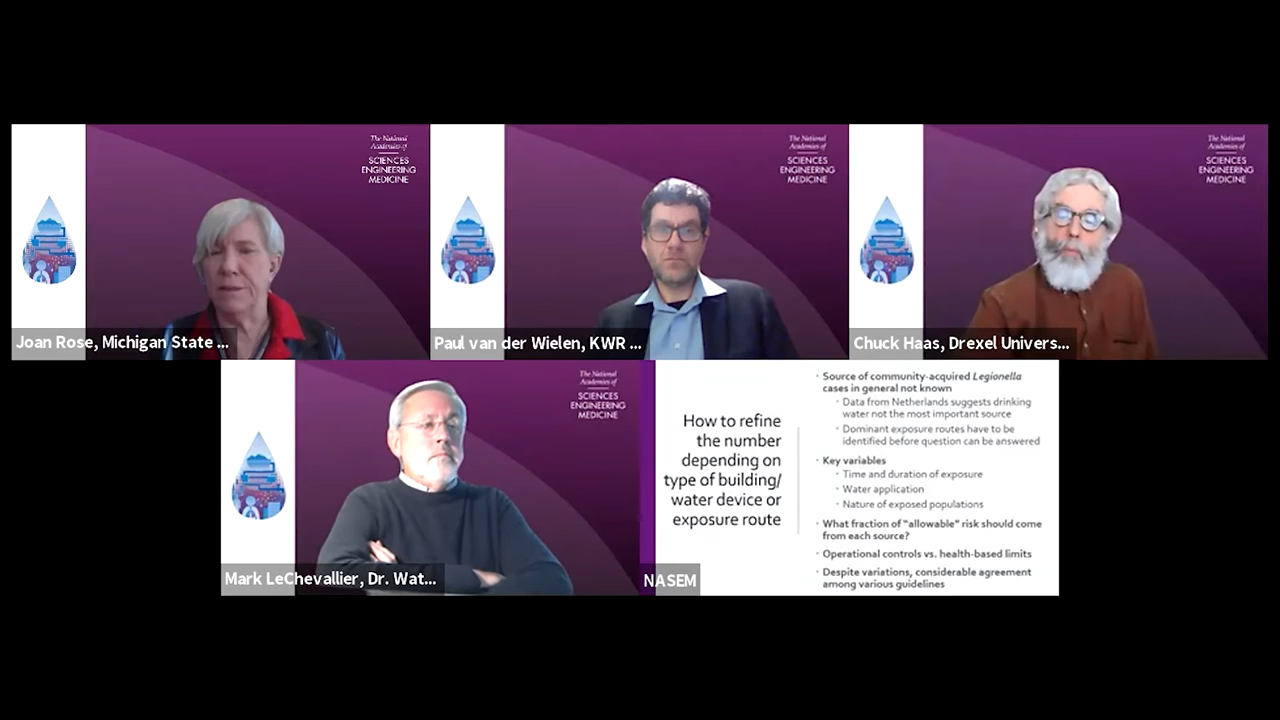 The National
Academies of
SCIENCES
ENGINEERING
MEDICINE
Joan Rose, Michigan State ...
The National
Academies of
SCIENCES
ENGINEERING
MEDICINE
Paul van der Wielen, KWR ...
The National
Academies of
SCIENCES
ENGINEERING
MEDICINE
Chuck Haas, Drexel Univers...
The National
Academies of
SCIENCES
ENGINEERING
MEDICINE
Mark LeChevallier, Dr. Wat...
How to refine
the number
depending on
type of building/
water device or
exposure route
· Source of community-acquired Legionella
cases in general not known
· Data from Netherlands suggests drinking
water not the most important source
· Dominant exposure routes have to be
identified before question can be answered
· Key variables
· Time and duration of exposure
· Water application
· Nature of exposed populations
· What fraction of “allowable” risk should come
from each source?
· Operational controls vs. health-based limits
· Despite variations, considerable agreement
among various guidelines
NASEM